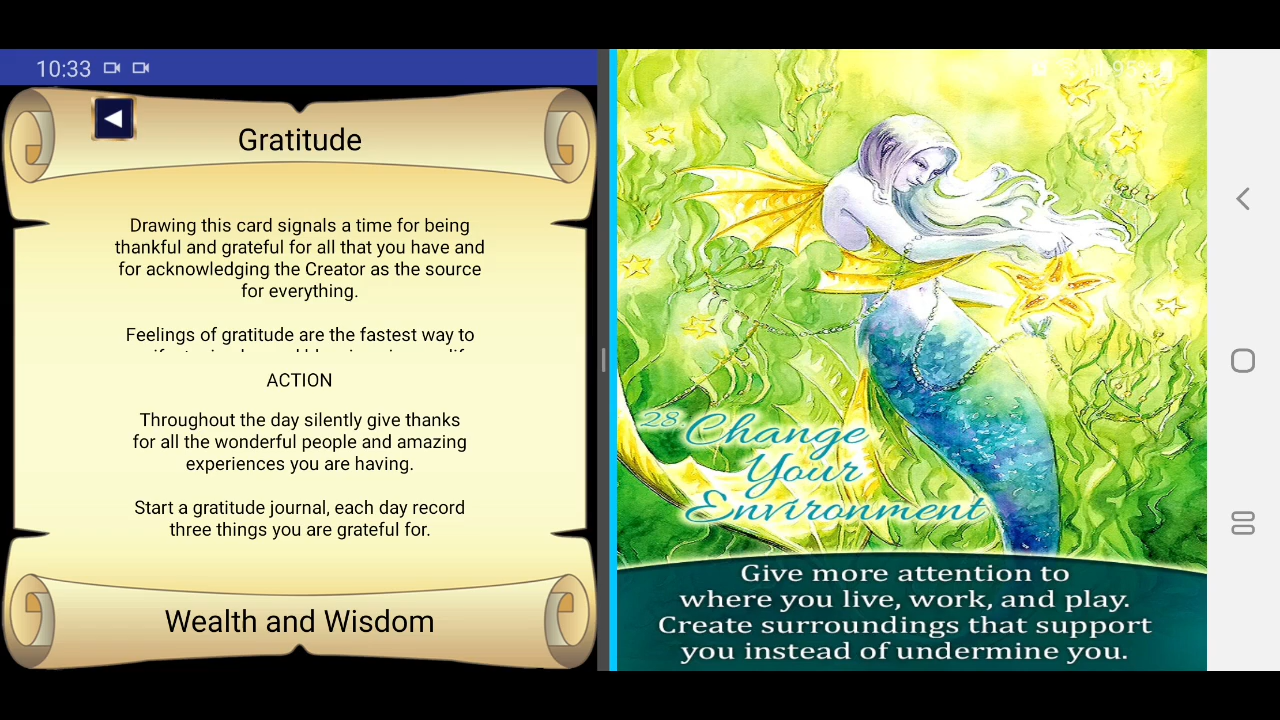 10:33
Gratitude
Drawing this card signals a time for being
thankful and grateful for all that you have and
for acknowledging the Creator as the source
for everything.
Feelings of gratitude are the fastest way to
ACTION
Throughout the day silently give thanks
for all the wonderful people and amazing
experiences you are having.
Start a gratitude journal, each day record
three things you are grateful for.
Wealth and Wisdom
28.
Change
Your
Environment
Give more attention to
where you live, work, and play.
Create surroundings that support
you instead of undermine you.